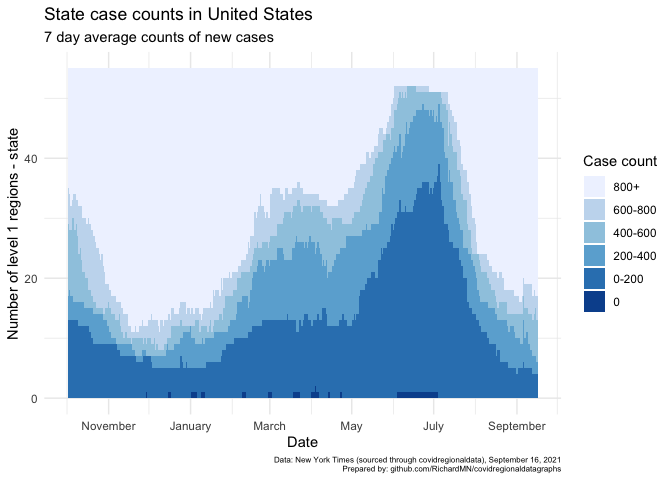 State case counts in United States
7 day average counts of new cases
Number of level 1 regions - state
40
20
0
November January March May July September
Date
Case count
800+
600-800
400-600
200-400
0-200
0
Data: New York Times (sourced through covidregionaldata), September 16, 2021
Prepared by: github.com/RichardMN/covidregionaldatagraphs